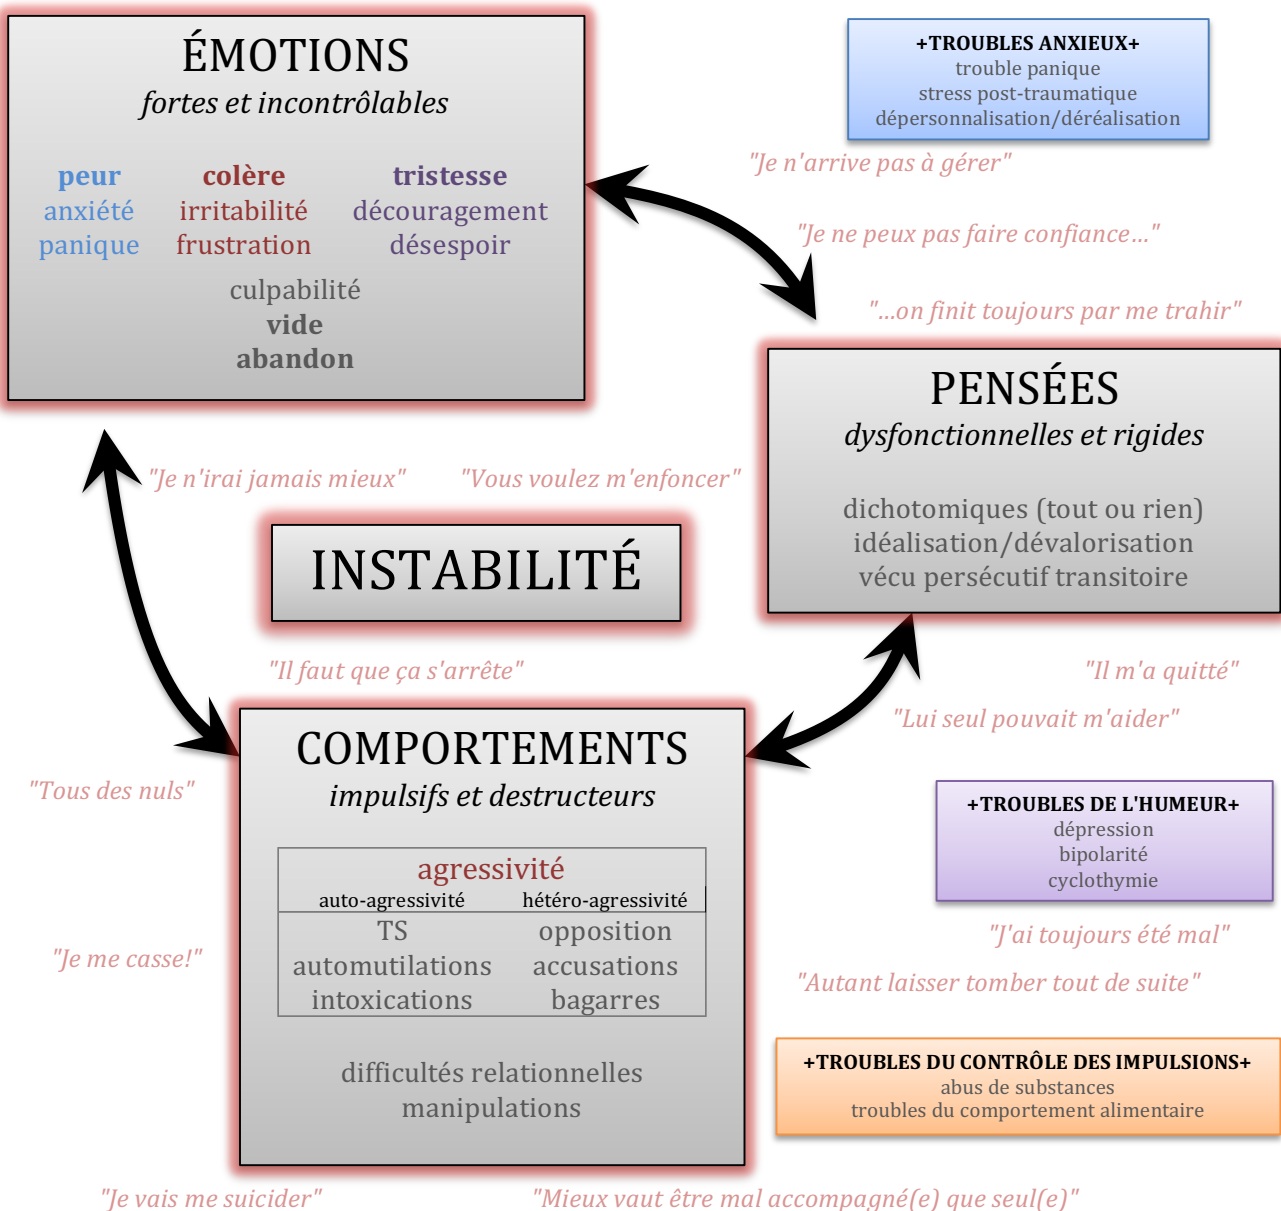 ÉMOTIONS
fortes et incontrôlables
peur colère tristesse
anxiété irritabilité découragement
panique frustration désespoir
culpabilité
vide
abandon
+TROUBLES ANXIEUX+
trouble panique
stress post-traumatique
dépersonnalisation/déréalisation
"Je n'arrive pas à gérer"
"Je ne peux pas faire confiance…"
"…on finit toujours par me trahir"
PENSÉES
dysfonctionnelles et rigides
dichotomiques (tout ou rien)
idéalisation/dévalorisation
vécu persécutif transitoire
"Je n'irai jamais mieux" "Vous voulez m'enfoncer"
INSTABILITÉ
"Il faut que ça s'arrête"
"Il m'a quitté"
"Lui seul pouvait m'aider"
COMPORTEMENTS
impulsifs et destructeurs
agressivité
auto-agressivité hétéro-agressivité
TS opposition
automutilations accusations
intoxications bagarres
difficultés relationnelles
manipulations
"Tous des nuls"
"Je me casse!"
+TROUBLES DE L'HUMEUR+
dépression
bipolarité
cyclothymie
"J'ai toujours été mal"
"Autant laisser tomber tout de suite"
+TROUBLES DU CONTRÔLE DES IMPULSIONS+
abus de substances
troubles du comportement alimentaire
"Je vais me suicider" "Mieux vaut être mal accompagné(e) que seul(e)"